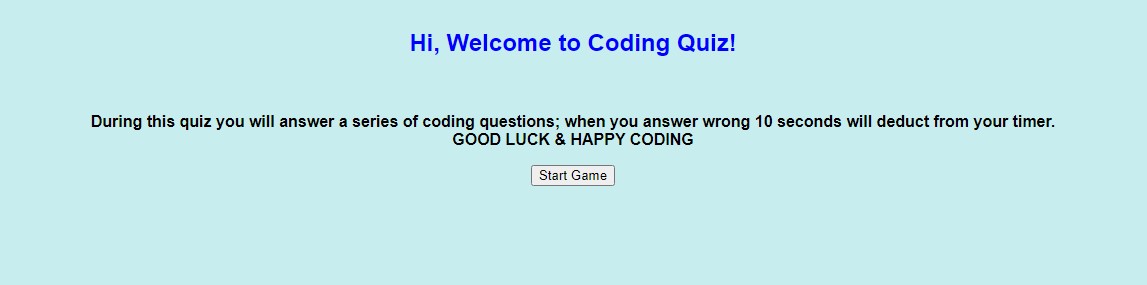 Hi, Welcome to Coding Quiz!
During this quiz you will answer a series of coding questions; when you answer wrong 10 seconds will deduct from your timer.
GOOD LUCK & HAPPY CODING
Start Game